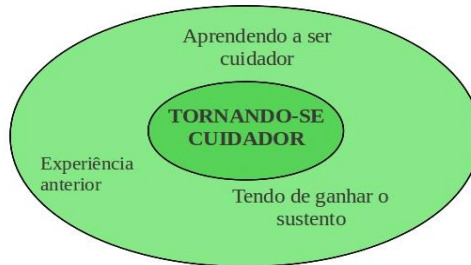 Aprendendo a ser
cuidador
TORNANDO-SE
CUIDADOR
Experiência
anterior
Tendo de ganhar o
sustento